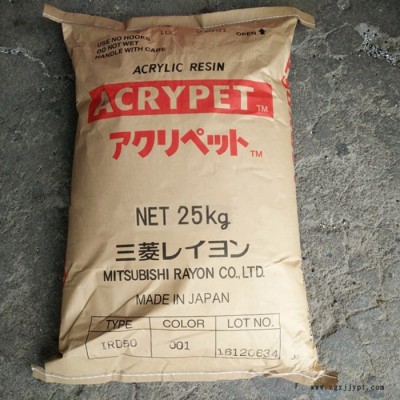 USE NO HOOKS
DO NOT WET
HANDLE WITH CARE
OPEN
ACRYLIC RESIN
ACRYPET TM
アクリペット TM
NET 25kg
三菱レイヨン
MITSUBISHI RAYON CO., LTD.
MADE IN JAPAN
TYPE COLOR LOT NO.
IRD50 001 16120634